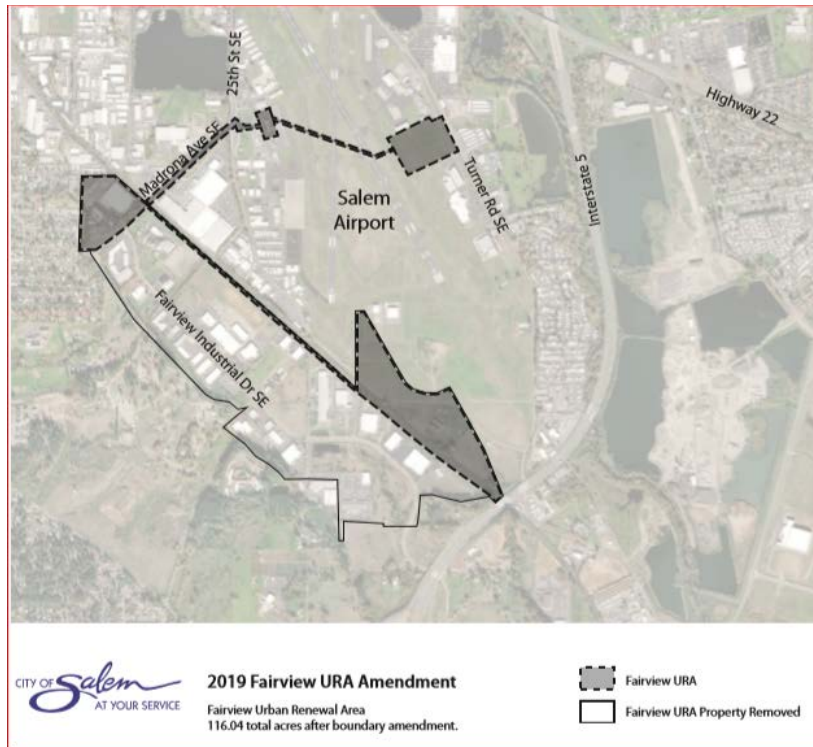 25th St SE
Highway 22
Madrona Ave SE
Turner Rd SE
Interstate 5
Salem
Airport
Fairview Industrial Dr SE
CITY OF Salem
AT YOUR SERVICE
2019 Fairview URA Amendment
Fairview Urban Renewal Area
116.04 total acres after boundary amendment.
Fairview URA
Fairview URA Property Removed